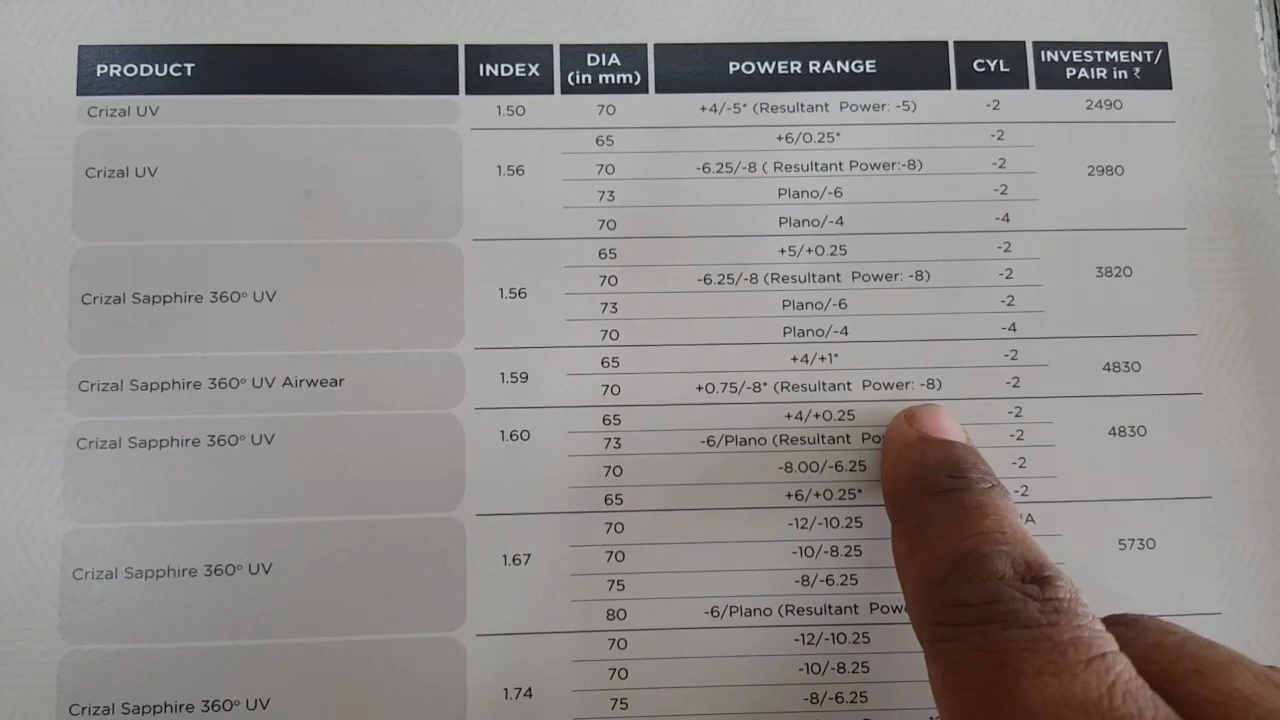 PRODUCT INDEX DIA (in mm) POWER RANGE CYL INVESTMENT/ PAIR in ₹
Crizal UV 1.50 70 +4/-5* (Resultant Power: -5) -2 2490
65 +6/0.25* -2
Crizal UV 1.56 70 -6.25/-8 ( Resultant Power:-8) -2 2980
73 Plano/-6 -2
70 Plano/-4 -4
65 +5/+0.25 -2
Crizal Sapphire 360° UV 1.56 70 -6.25/-8 (Resultant Power: -8) -2 3820
73 Plano/-6 -2
70 Plano/-4 -4
65 +4/+1* -2
Crizal Sapphire 360° UV Airwear 1.59 70 +0.75/-8* (Resultant Power: -8) -2 4830
65 +4/+0.25 -2
Crizal Sapphire 360° UV 1.60 73 -6/Plano (Resultant -2 4830
70 -8.00/-6.25 -2
65 +6/+0.25* -2
70 -12/-10.25
Crizal Sapphire 360° UV 1.67 70 -10/-8.25 5730
75 -8/-6.25
80 -6/Plano (Resultant
70 -12/-10.25
70 -10/-8.25
Crizal Sapphire 360° UV 1.74 75 -8/-6.25